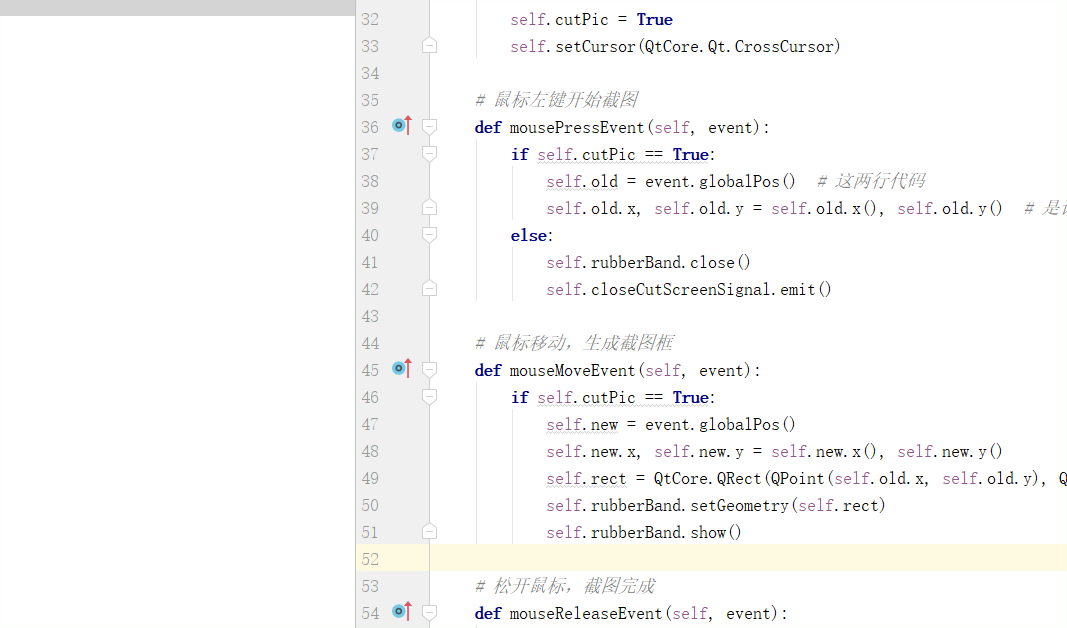 32 self.cutPic = True
33 self.setCursor(QtCore.Qt.CrossCursor)
34
35 # 鼠标左键开始截图
36 def mousePressEvent(self, event):
37 if self.cutPic == True:
38 self.old = event.globalPos() # 这两行代码
39 self.old.x, self.old.y = self.old.x(), self.old.y() # 是
40 else:
41 self.rubberBand.close()
42 self.closeCutScreenSignal.emit()
43
44 # 鼠标移动，生成截图框
45 def mouseMoveEvent(self, event):
46 if self.cutPic == True:
47 self.new = event.globalPos()
48 self.new.x, self.new.y = self.new.x(), self.new.y()
49 self.rect = QtCore.QRect(QPoint(self.old.x, self.old.y), Q
50 self.rubberBand.setGeometry(self.rect)
51 self.rubberBand.show()
52
53 # 松开鼠标，截图完成
54 def mouseReleaseEvent(self, event):